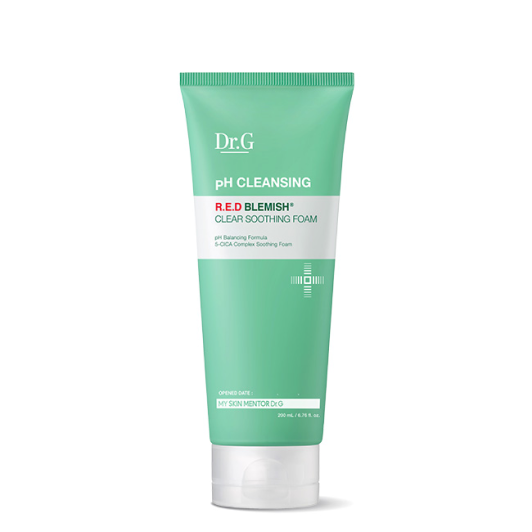 Dr.G
pH CLEANSING
R.E.D BLEMISH®
CLEAR SOOTHING FOAM
pH Balancing Formula
5-CICA Complex Soothing Foam
OPENED DATE :
MY SKIN MENTOR Dr.G
200 mL / 6.76 fl. oz.